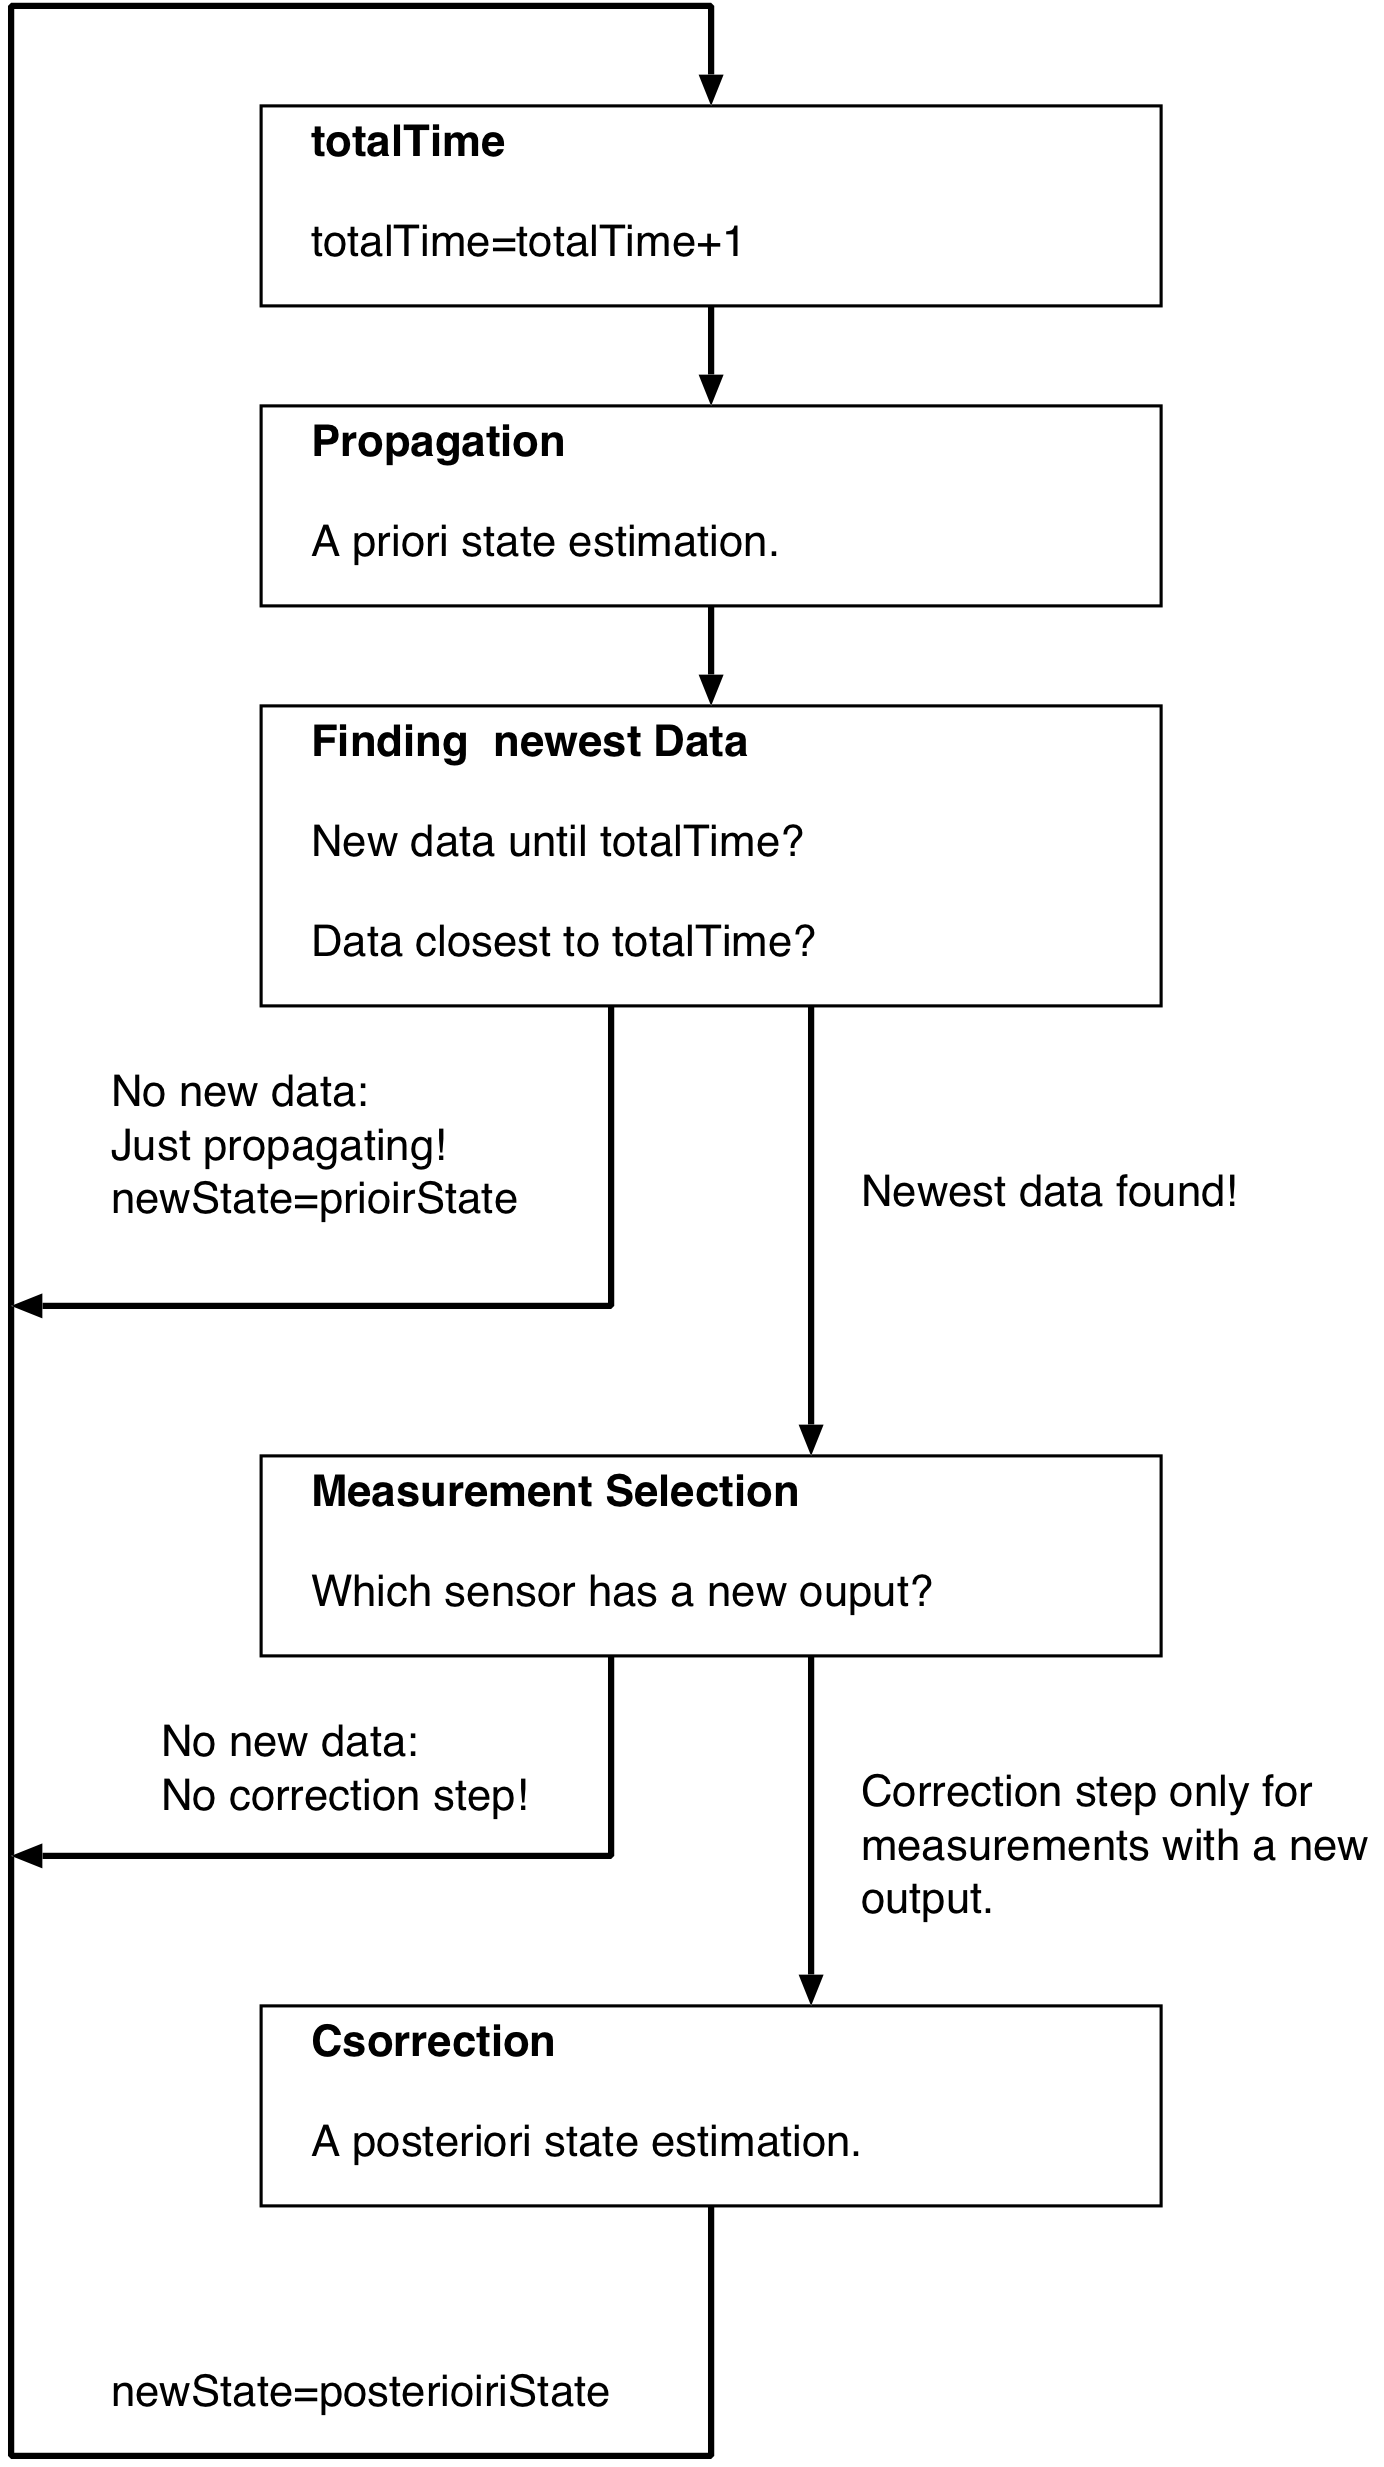 totalTime
totalTime=totalTime+1
Propagation
A priori state estimation.
Finding  newest Data
New data until totalTime?
Data closest to totalTime?
No new data:
Just propagating!
newState=prioirState
Newest data found!
Measurement Selection
Which sensor has a new ouput?
No new data:
No correction step!
Correction step only for
measurements with a new
output.
Csorrection
A posteriori state estimation.
newState=posterioiriState